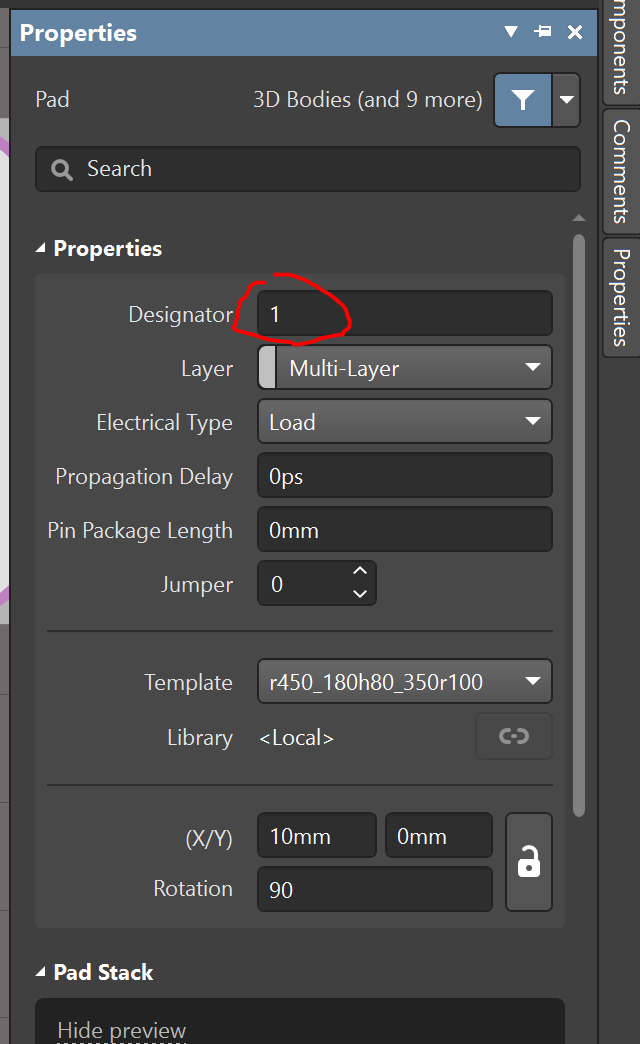 Properties
Pad 3D Bodies (and 9 more)
Search
Properties
Designator 1
Layer Multi-Layer
Electrical Type Load
Propagation Delay 0ps
Pin Package Length 0mm
Jumper 0
Template r450_180h80_350r100
Library <Local>
(X/Y) 10mm 0mm
Rotation 90
Pad Stack
Hide preview
mponents
Comments
Properties